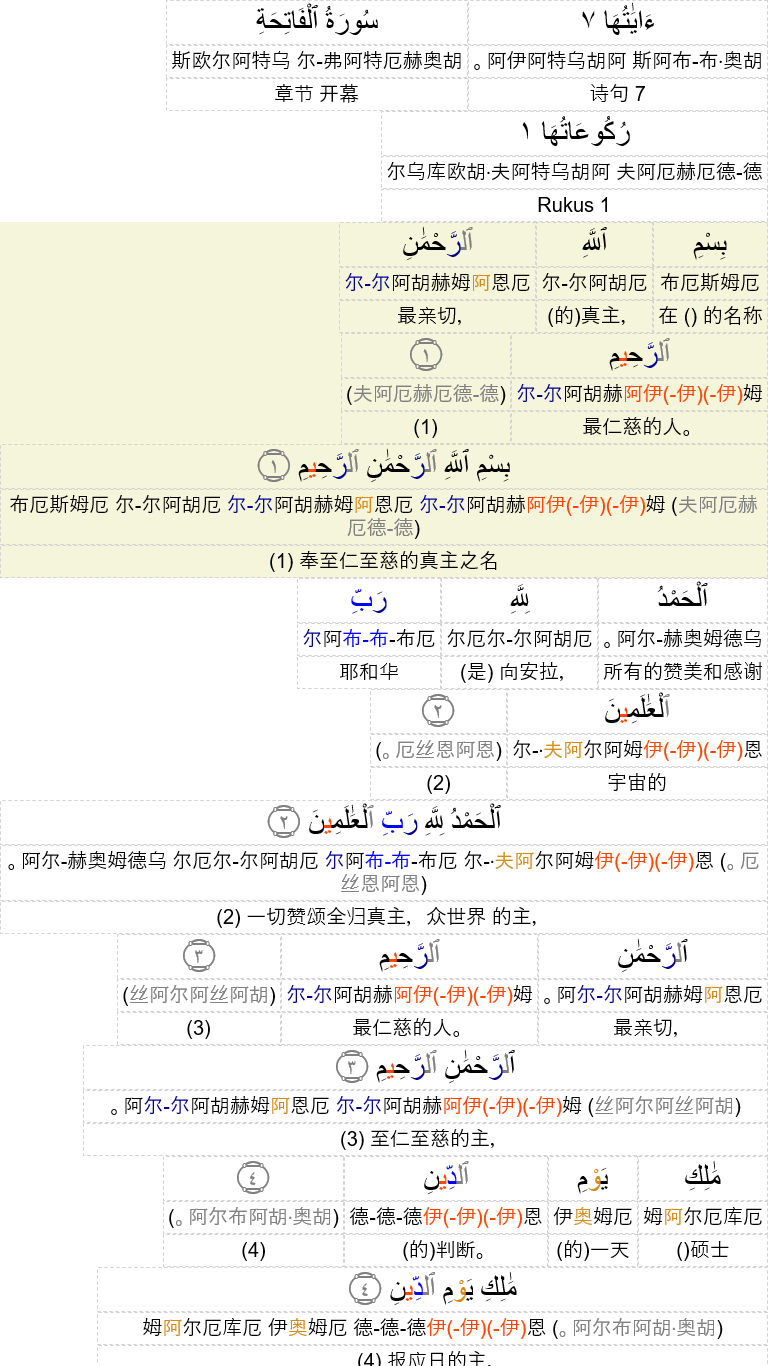 سُورَةُ ٱلْفَاتِحَةِ ءَايَٰتُهَا ٧
斯欧尔阿特乌 尔-弗阿特厄赫奥胡 。阿伊阿特乌胡阿 斯阿布-布·奥胡
章节 开幕 诗句 7
رُكُوعَاتُهَا ١
尔乌库欧胡·夫阿特乌胡阿 夫阿厄赫厄德-德
Rukus 1
بِسْمِ ٱللَّهِ ٱلرَّحْمَٰنِ
尔-尔阿胡赫姆阿恩厄 尔-尔阿胡厄 布厄斯姆厄
最亲切, (的)真主, 在 () 的名称
ٱلرَّحِيمِ ١
(夫阿厄赫厄德-德) 尔-尔阿胡赫阿伊(-伊)(-伊)姆
(1) 最仁慈的人。
بِسْمِ ٱللَّهِ ٱلرَّحْمَٰنِ ٱلرَّحِيمِ ١
布厄斯姆厄 尔-尔阿胡厄 尔-尔阿胡赫姆阿恩厄 尔-尔阿胡赫阿伊(-伊)(-伊)姆 (夫阿厄赫
厄德-德)
(1) 奉至仁至慈的真主之名
ٱلْحَمْدُ لِلَّهِ رَبِّ
尔阿布-布-布厄 尔厄尔-尔阿胡厄 。阿尔-赫奥姆德乌
耶和华 (是) 向安拉, 所有的赞美和感谢
ٱلْعَٰلَمِينَ ٢
(。厄丝恩阿恩) 尔-·夫阿尔阿姆伊(-伊)(-伊)恩
(2) 宇宙的
ٱلْحَمْدُ لِلَّهِ رَبِّ ٱلْعَٰلَمِينَ ٢
。阿尔-赫奥姆德乌 尔厄尔-尔阿胡厄 尔阿布-布-布厄 尔-·夫阿尔阿姆伊(-伊)(-伊)恩 (。厄
丝恩阿恩)
(2) 一切赞颂全归真主，众世界 的主,
ٱلرَّحْمَٰنِ ٱلرَّحِيمِ ٣
(丝阿尔阿丝阿胡) 尔-尔阿胡赫阿伊(-伊)(-伊)姆 。阿尔-尔阿胡赫姆阿恩厄
(3) 最仁慈的人。 最亲切,
ٱلرَّحْمَٰنِ ٱلرَّحِيمِ ٣
。阿尔-尔阿胡赫姆阿恩厄 尔-尔阿胡赫阿伊(-伊)(-伊)姆 (丝阿尔阿丝阿胡)
(3) 至仁至慈的主,
مَٰلِكِ يَوْمِ ٱلدِّينِ ٤
(。阿尔布阿胡·奥胡) 德-德-德伊(-伊)(-伊)恩 伊奥姆厄 姆阿尔厄库厄
(4) (的)判断。 (的)一天 ()硕士
مَٰلِكِ يَوْمِ ٱلدِّينِ ٤
姆阿尔厄库厄 伊奥姆厄 德-德-德伊(-伊)(-伊)恩 (。阿尔布阿胡·奥胡)
(4) 报应日的主,